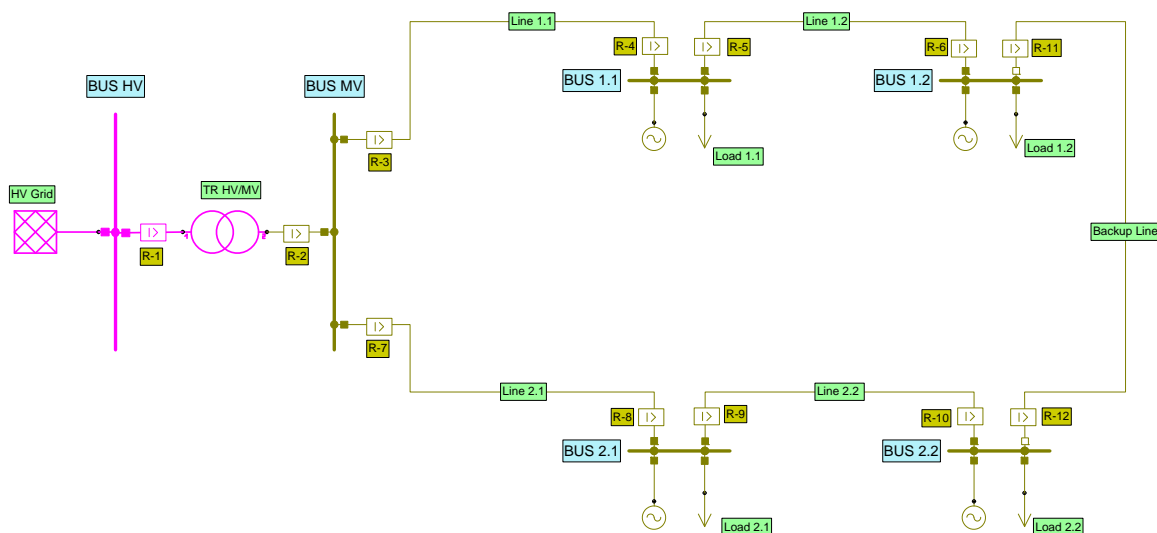 Line 1.1
Line 1.2
R-4
R-5
R-6
R-11
BUS HV
BUS MV
BUS 1.1
BUS 1.2
R-3
Load 1.1
Load 1.2
HV Grid
TR HV/MV
R-1
R-2
Backup Line
R-7
Line 2.1
Line 2.2
R-8
R-9
R-10
R-12
BUS 2.1
BUS 2.2
Load 2.1
Load 2.2